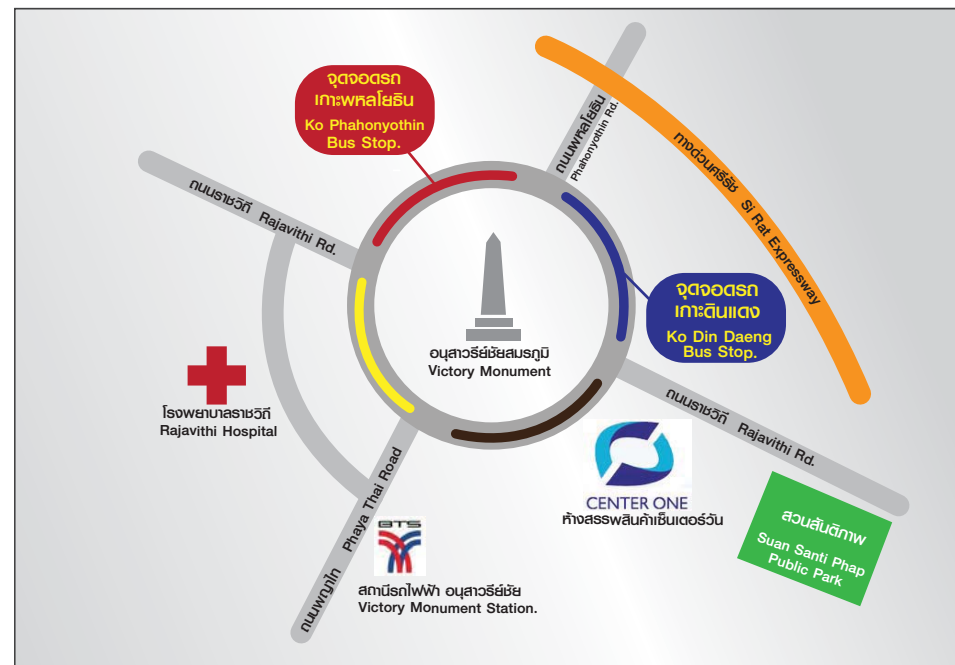 จุดจอดรถ
เกาะพหลโยธิน
Ko Phahonyothin
Bus Stop.
ถนนพหลโยธิน
Phahonyothin Rd.
ทางด่วนศรีรัช Si Rat Expressway
ถนนราชวิถี Rajavithi Rd.
จุดจอดรถ
เกาะดินแดง
Ko Din Daeng
Bus Stop.
อนุสาวรีย์ชัยสมรภูมิ
Victory Monument
โรงพยาบาลราชวิถี
Rajavithi Hospital
ถนนราชวิถี Rajavithi Rd.
ถนนพญาไท Phaya Thai Road
CENTER ONE
ห้างสรรพสินค้าเซ็นเตอร์วัน
BTS
สถานีรถไฟฟ้า อนุสาวรีย์ชัย
Victory Monument Station.
สวนสันติภาพ
Suan Santi Phap
Public Park